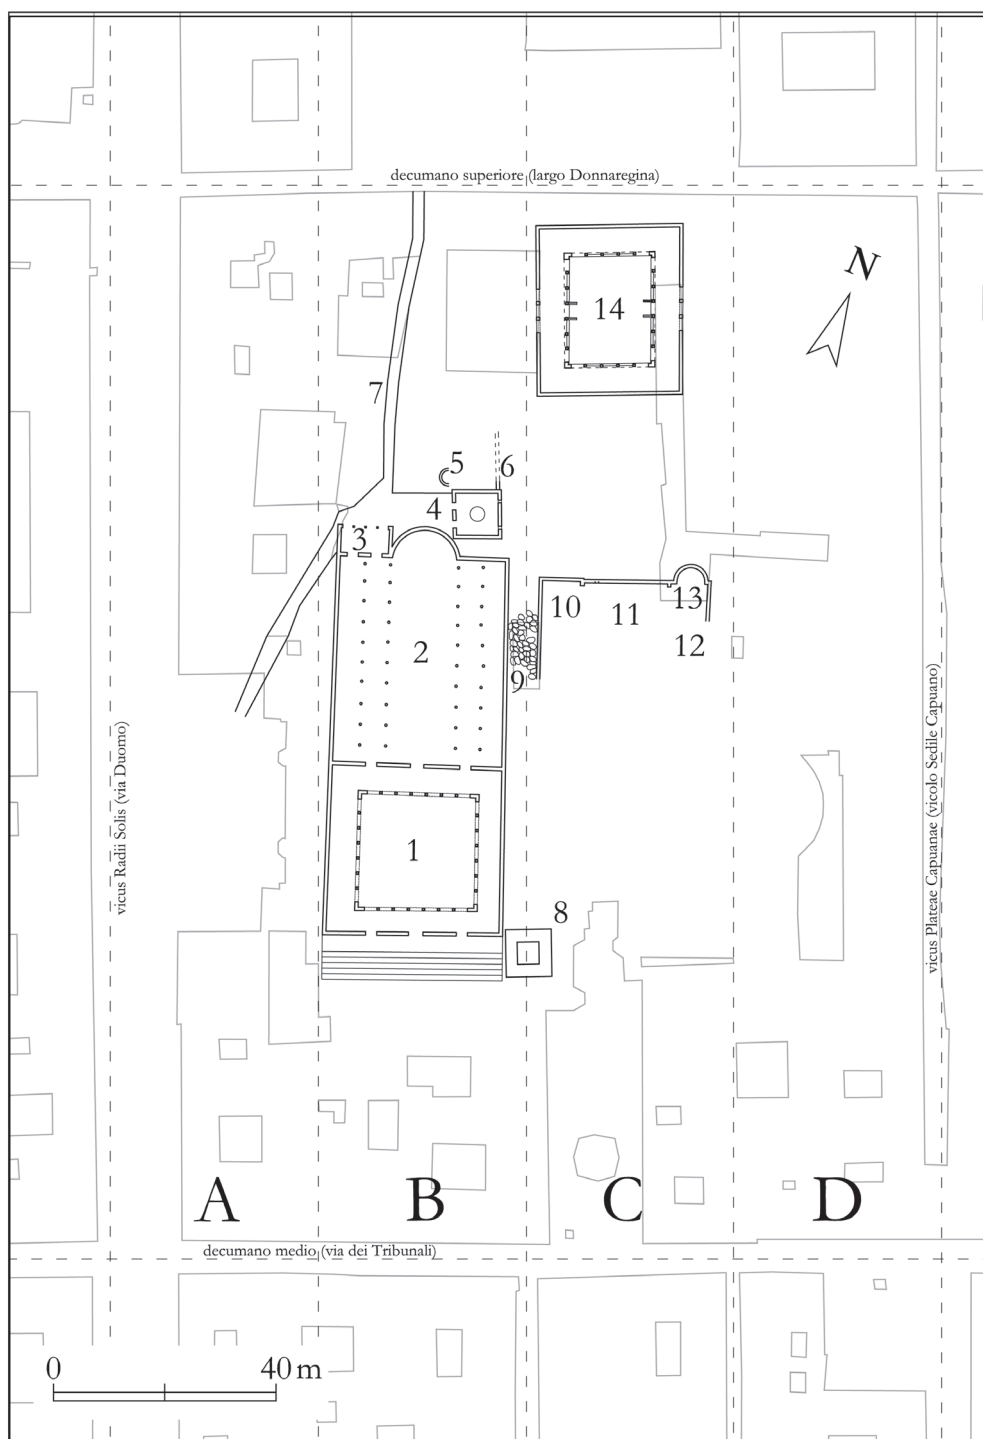 decumano superiore (largo Donnaregina)
N
14
7
5
6
4
3
10
13
11
2
12
9
vicus Radii Solis (via Duomo)
vicus Plateae Capuanae (vicolo Sedile Capuano)
1
8
A
B
C
D
decumano medio (via dei Tribunali)
0
40 m